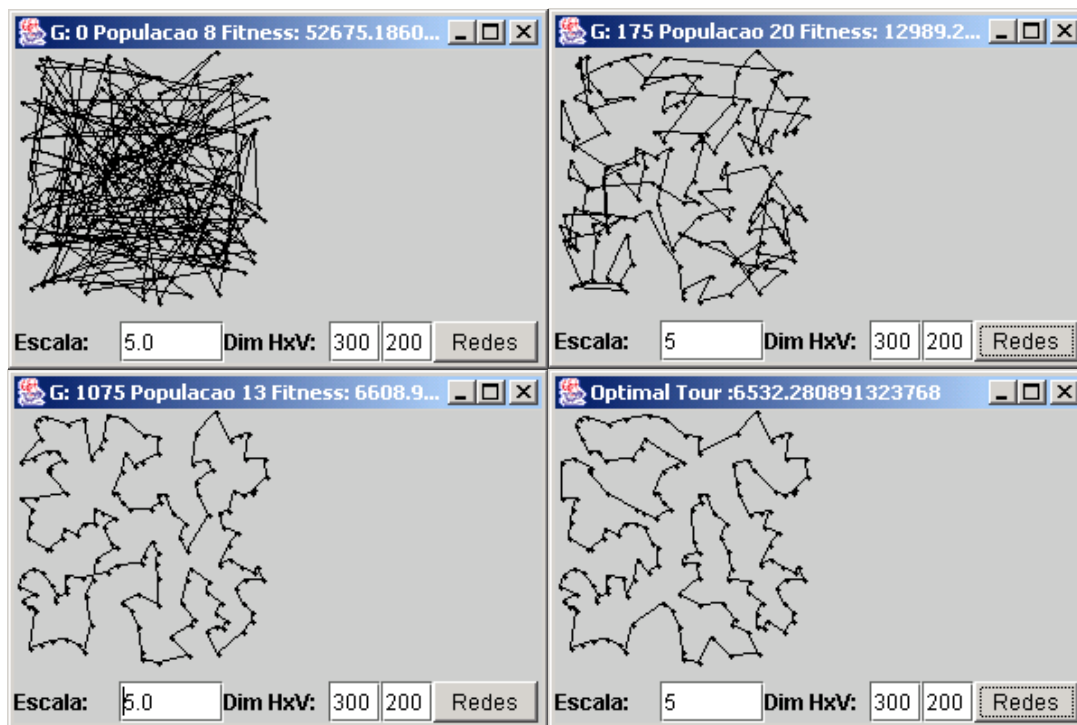 G: 0 Populacao 8 Fitness: 52675.1860...
G: 175 Populacao 20 Fitness: 12989.2...
Escala: 5.0 Dim HxV: 300 200 Redes
Escala: 5 Dim HxV: 300 200 Redes
G: 1075 Populacao 13 Fitness: 6608.9...
Optimal Tour :6532.280891323768
Escala: 5.0 Dim HxV: 300 200 Redes
Escala: 5 Dim HxV: 300 200 Redes